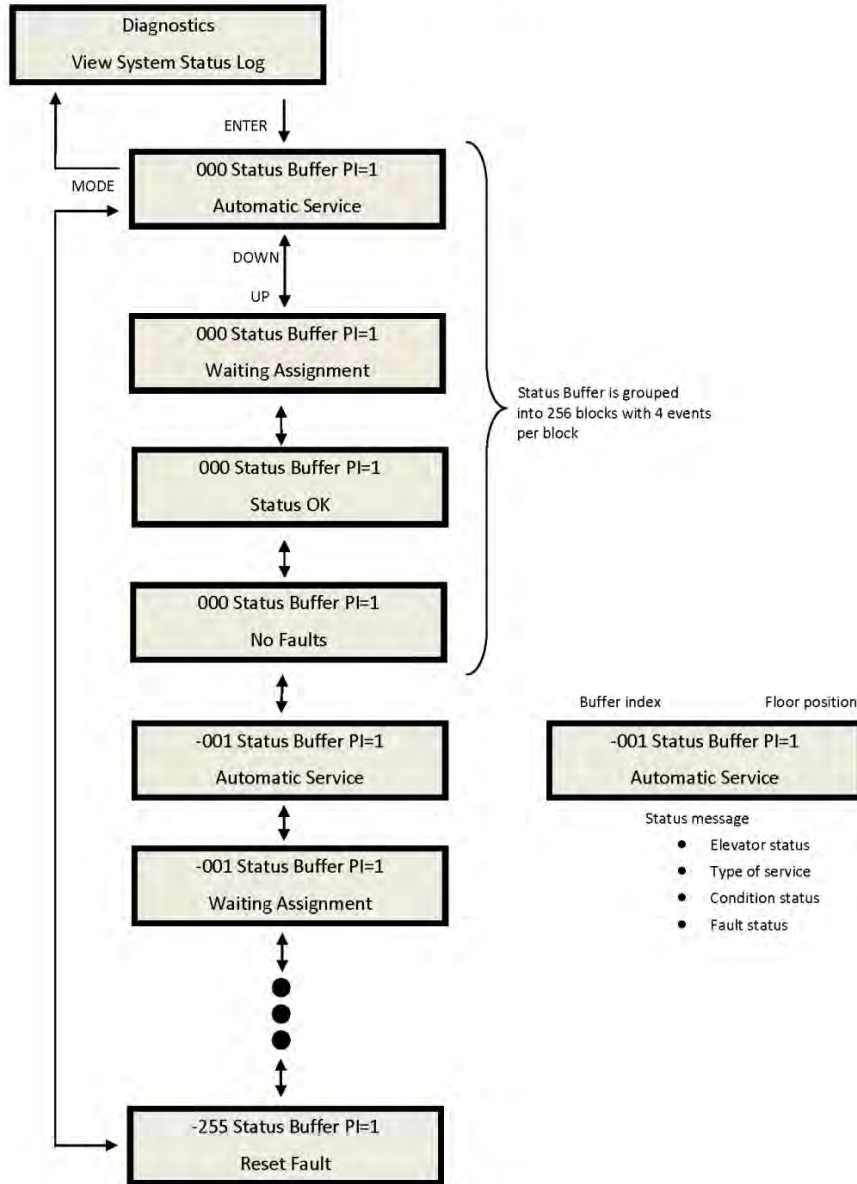 Diagnostics
View System Status Log
ENTER
000 Status Buffer PI=1
Automatic Service
MODE
DOWN
UP
000 Status Buffer PI=1
Waiting Assignment
Status Buffer is grouped
into 256 blocks with 4 events
per block
000 Status Buffer PI=1
Status OK
000 Status Buffer PI=1
No Faults
-001 Status Buffer PI=1
Automatic Service
-001 Status Buffer PI=1
Waiting Assignment
-255 Status Buffer PI=1
Reset Fault
Buffer index
Floor position
-001 Status Buffer PI=1
Automatic Service
Status message
● Elevator status
● Type of service
● Condition status
● Fault status